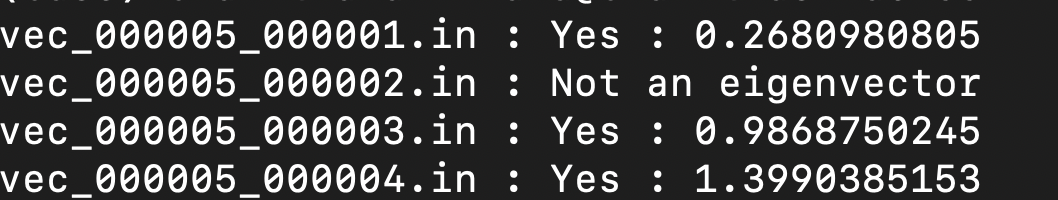 vec_000005_000001.in : Yes : 0.2680980805
vec_000005_000002.in : Not an eigenvector
vec_000005_000003.in : Yes : 0.9868750245
vec_000005_000004.in : Yes : 1.3990385153